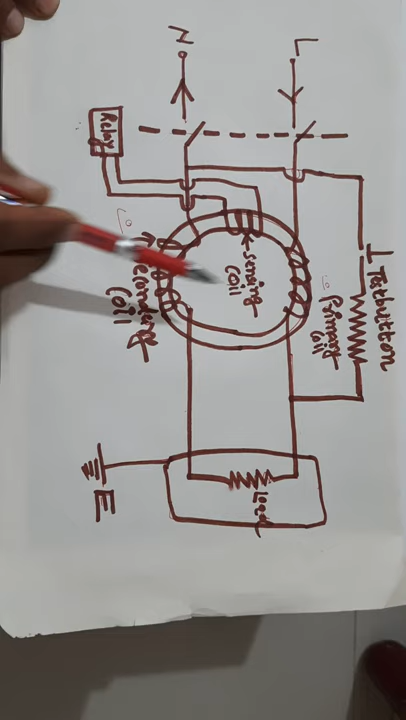 N
L
Relay
Testbutton
Primary
Coil
Sensing
Coil
Secondary
Coil
Load
E